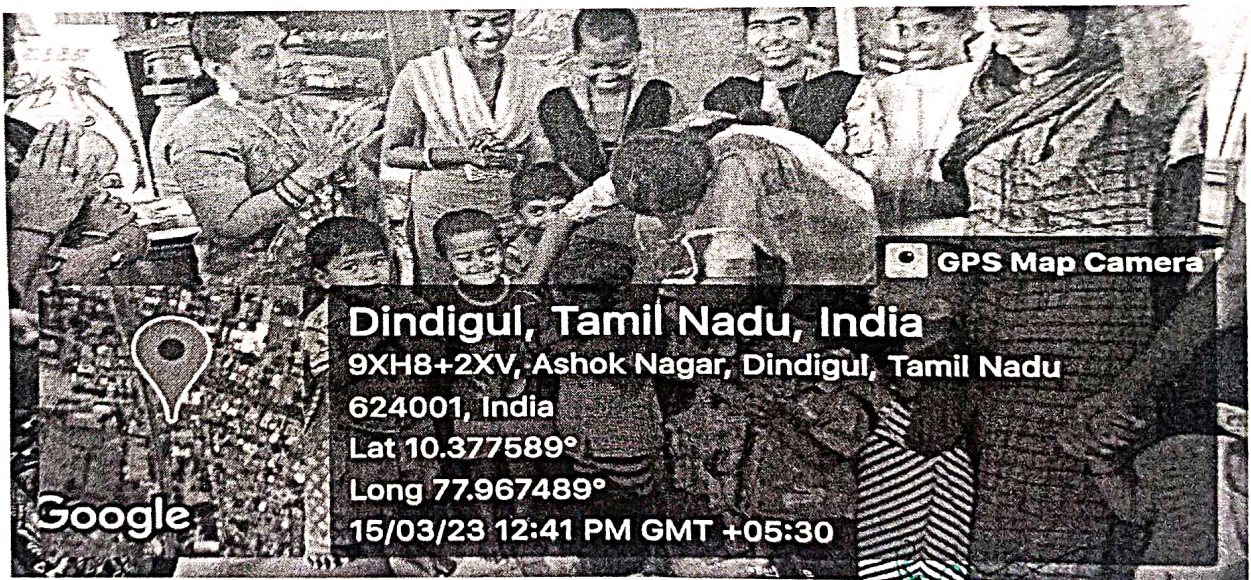 GPS Map Camera
Dindigul, Tamil Nadu, India
9XH8+2XV, Ashok Nagar, Dindigul, Tamil Nadu
624001, India
Lat 10.377589°
Long 77.967489°
15/03/23 12:41 PM GMT +05:30
Google